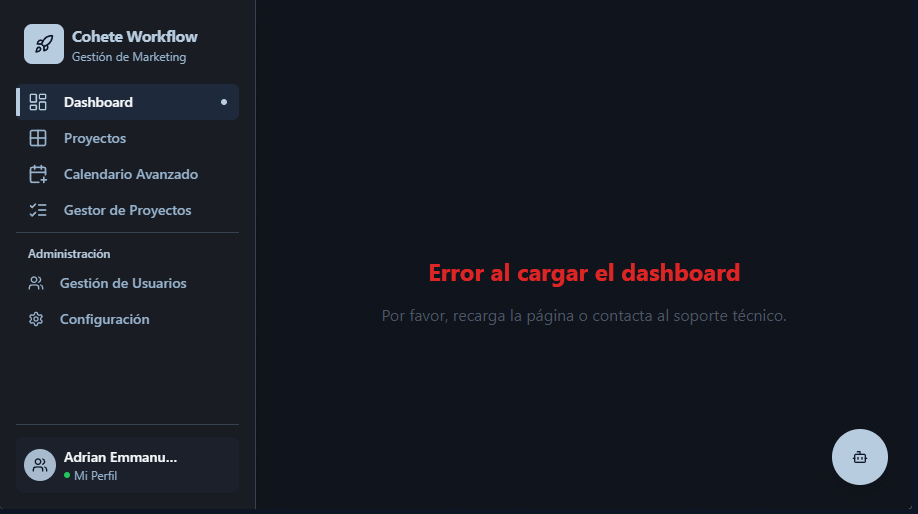 Cohete Workflow
Gestión de Marketing
Dashboard
Proyectos
Calendario Avanzado
Gestor de Proyectos
Administración
Gestión de Usuarios
Configuración
Adrian Emmanu...
Mi Perfil
Error al cargar el dashboard
Por favor, recarga la página o contacta al soporte técnico.